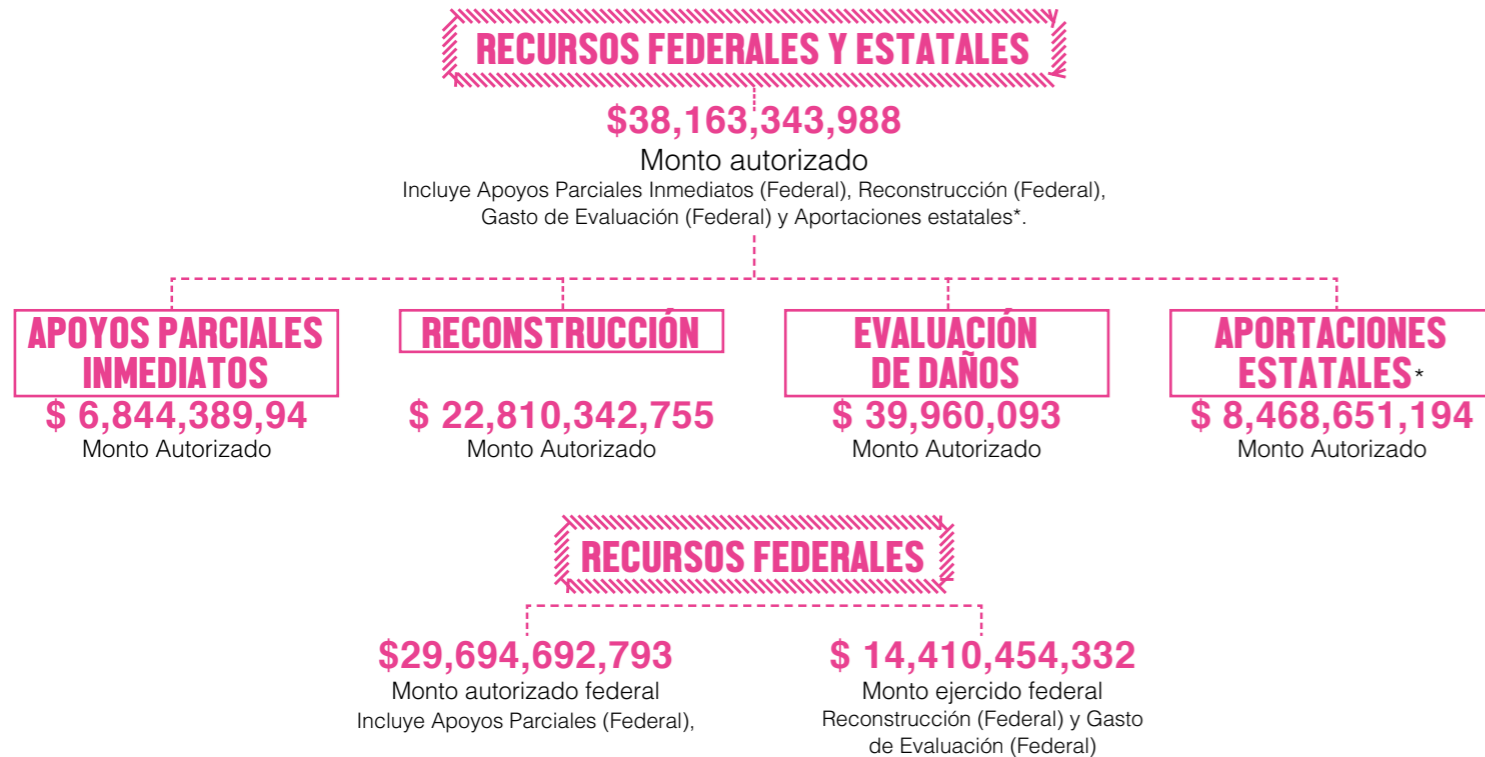 RECURSOS FEDERALES Y ESTATALES
$38,163,343,988
Monto autorizado
Incluye Apoyos Parciales Inmediatos (Federal), Reconstrucción (Federal),
Gasto de Evaluación (Federal) y Aportaciones estatales*.
APOYOS PARCIALES
INMEDIATOS
$ 6,844,389,94
Monto Autorizado
RECONSTRUCCIÓN
$ 22,810,342,755
Monto Autorizado
EVALUACIÓN
DE DAÑOS
$ 39,960,093
Monto Autorizado
APORTACIONES
ESTATALES*
$ 8,468,651,194
Monto Autorizado
RECURSOS FEDERALES
$29,694,692,793
Monto autorizado federal
Incluye Apoyos Parciales (Federal),
$ 14,410,454,332
Monto ejercido federal
Reconstrucción (Federal) y Gasto
de Evaluación (Federal)